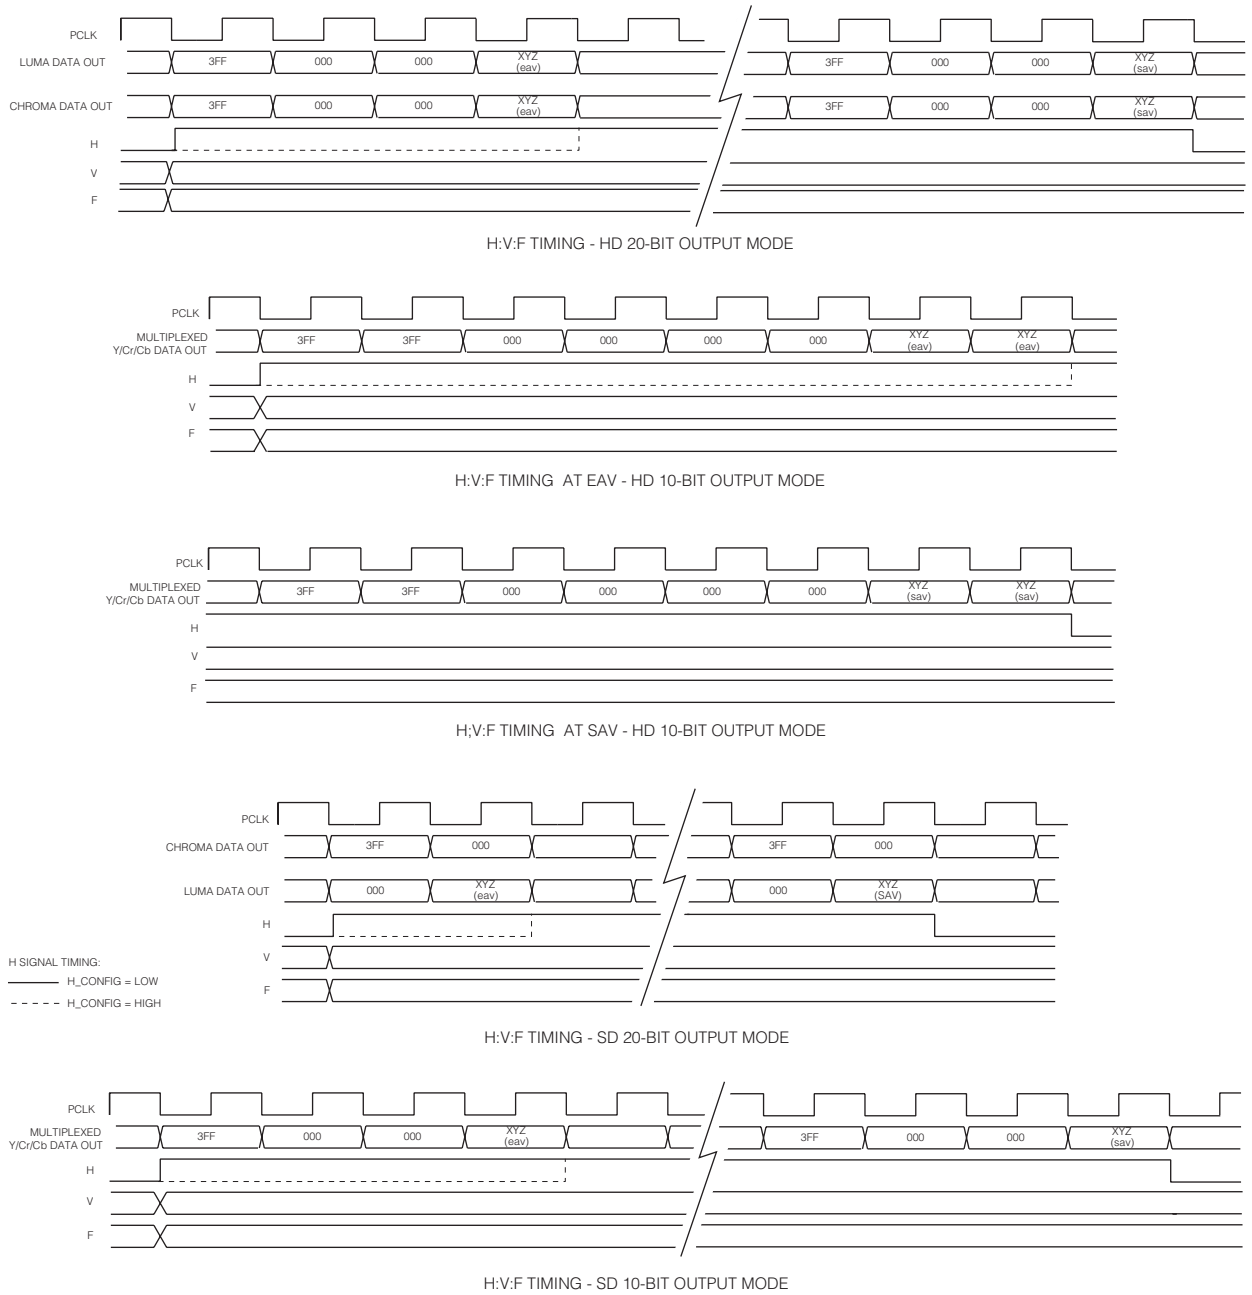 PCLK
LUMA DATA OUT 3FF 000 000 XYZ (eav) 3FF 000 000 XYZ (sav)
CHROMA DATA OUT 3FF 000 000 XYZ (eav) 3FF 000 000 XYZ (sav)
H
V
F
H:V:F TIMING - HD 20-BIT OUTPUT MODE
PCLK
MULTIPLEXED
Y/Cr/Cb DATA OUT 3FF 3FF 000 000 000 000 XYZ (eav) XYZ (eav)
H
V
F
H:V:F TIMING AT EAV - HD 10-BIT OUTPUT MODE
PCLK
MULTIPLEXED
Y/Cr/Cb DATA OUT 3FF 3FF 000 000 000 000 XYZ (sav) XYZ (sav)
H
V
F
H;V:F TIMING AT SAV - HD 10-BIT OUTPUT MODE
PCLK
CHROMA DATA OUT 3FF 000 3FF 000
LUMA DATA OUT 000 XYZ (eav) 000 XYZ (SAV)
H
V
F
H SIGNAL TIMING:
H_CONFIG = LOW
H_CONFIG = HIGH
H:V:F TIMING - SD 20-BIT OUTPUT MODE
PCLK
MULTIPLEXED
Y/Cr/Cb DATA OUT 3FF 000 000 XYZ (eav) 3FF 000 000 XYZ (sav)
H
V
F
H:V:F TIMING - SD 10-BIT OUTPUT MODE